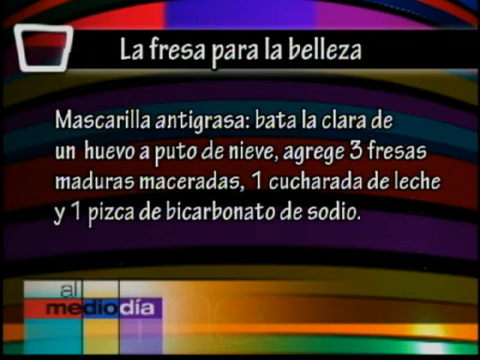 La fresa para la belleza
Mascarilla antigrasa: bata la clara de
un huevo a puto de nieve, agrege 3 fresas
maduras maceradas, 1 cucharada de leche
y 1 pizca de bicarbonato de sodio.
al
mediodía